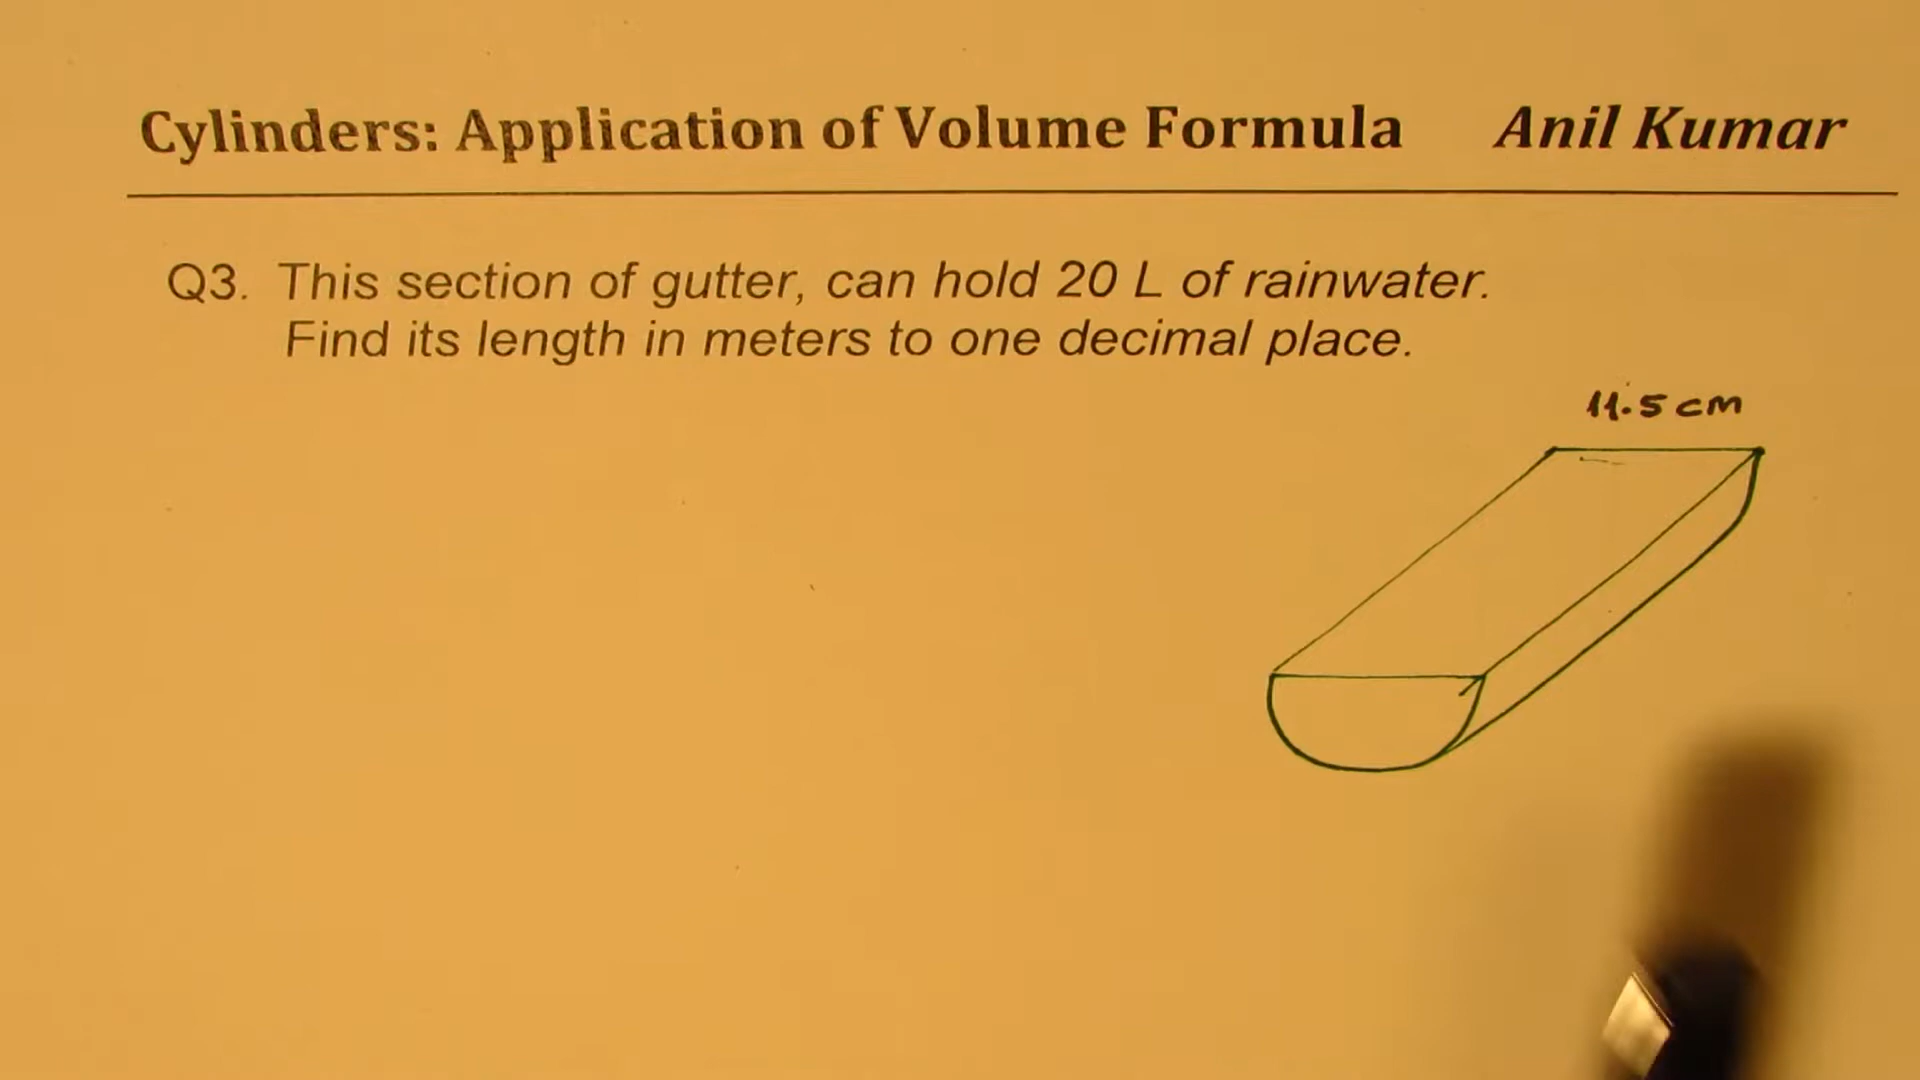 Cylinders: Application of Volume Formula Anil Kumar
Q3. This section of gutter, can hold 20 L of rainwater.
Find its length in meters to one decimal place.
11.5 cm